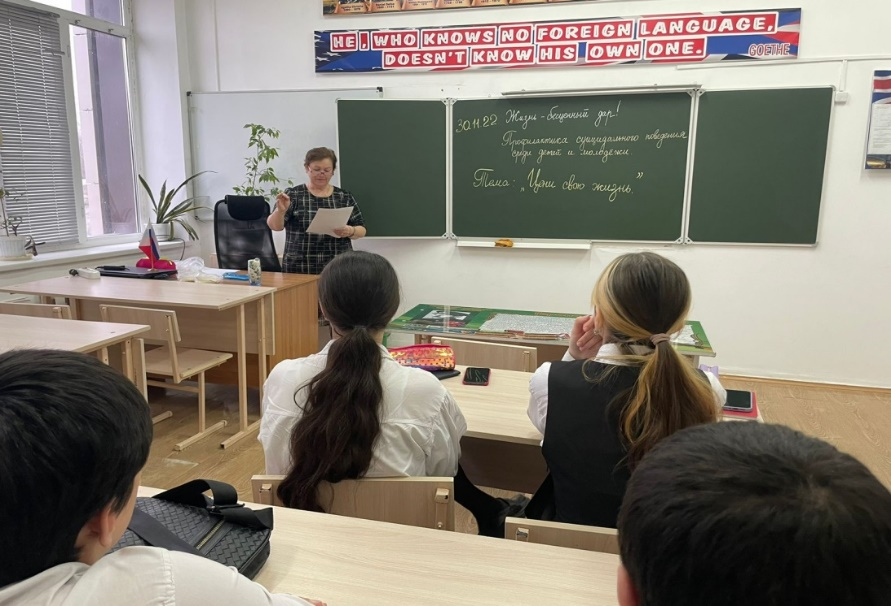 HE, WHO KNOWS NO FOREIGN LANGUAGE,
DOESN'T KNOW HIS OWN ONE.
GOETHE
30.11.22 Жизнь - бесценный дар!
Профилактика суицидального поведения
среди детей и молодежи.
Тема: „Цени свою жизнь."